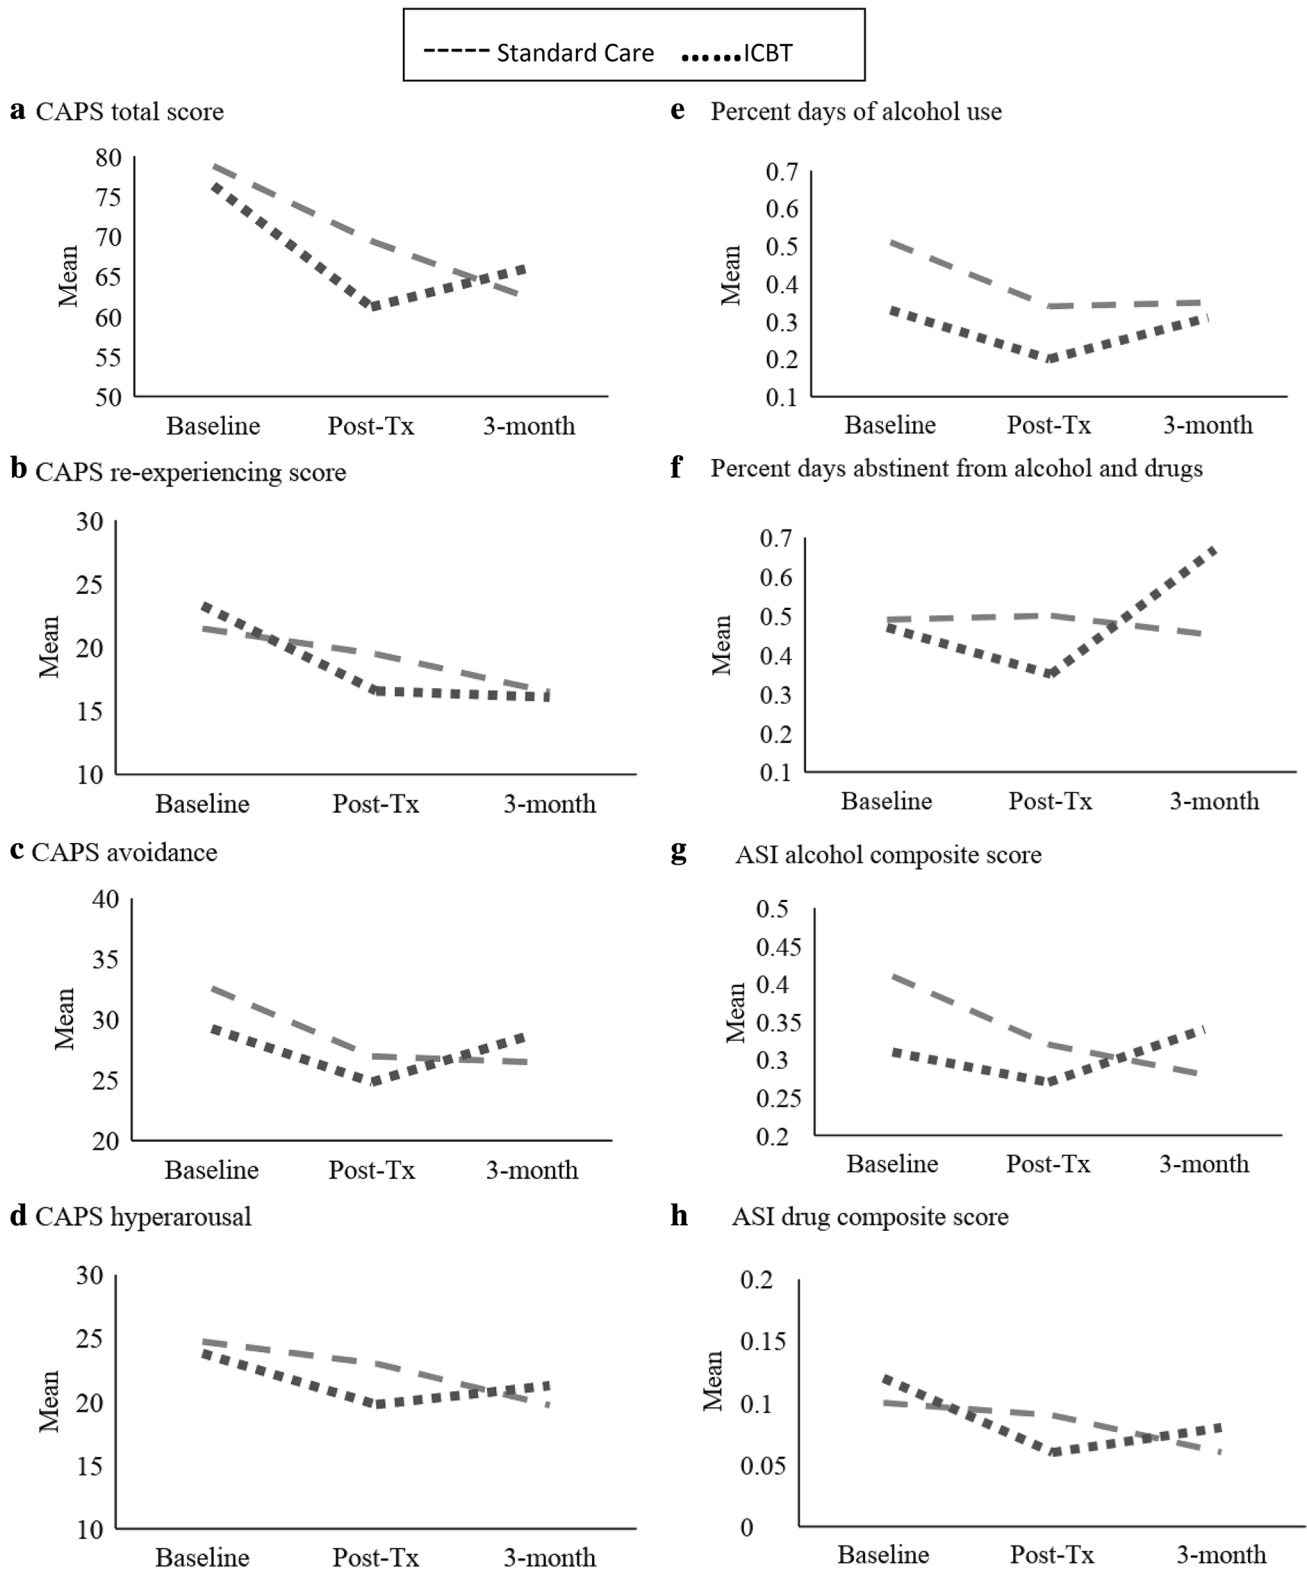 Standard Care ICBT
a CAPS total score
80
75
70
65
60
55
50
Mean
Baseline Post-Tx 3-month
b CAPS re-experiencing score
30
25
20
15
10
Mean
Baseline Post-Tx 3-month
c CAPS avoidance
40
35
30
25
20
Mean
Baseline Post-Tx 3-month
d CAPS hyperarousal
30
25
20
15
10
Mean
Baseline Post-Tx 3-month
e Percent days of alcohol use
0.7
0.6
0.5
0.4
0.3
0.2
0.1
Mean
Baseline Post-Tx 3-month
f Percent days abstinent from alcohol and drugs
0.7
0.6
0.5
0.4
0.3
0.2
0.1
Mean
Baseline Post-Tx 3-month
g ASI alcohol composite score
0.5
0.45
0.4
0.35
0.3
0.25
0.2
Mean
Baseline Post-Tx 3-month
h ASI drug composite score
0.2
0.15
0.1
0.05
0
Mean
Baseline Post-Tx 3-month